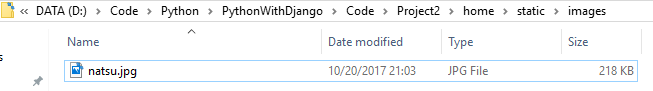 « DATA (D:) › Code › Python › PythonWithDjango › Code › Project2 › home › static › images
Name Date modified Type Size
natsu.jpg 10/20/2017 21:03 JPG File 218 KB